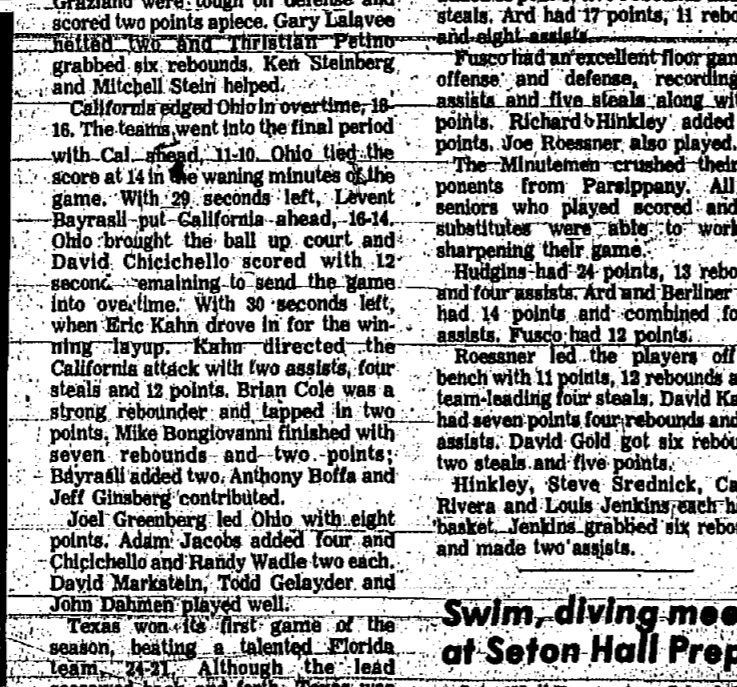 Graziano were tough on defense and
scored two points apiece. Gary Lalavee
netted two and Thristian Petino
grabbed six rebounds. Ken Steinberg
and Mitchell Stein helped.
California edged Ohio in overtime, 18-
16. The teams went into the final period
with Cal. ahead, 11-10. Ohio tied the
score at 14 in the waning minutes of the
game. With 29 seconds left, Levent
Bayrasli put California ahead, 16-14.
Ohio brought the ball up court and
David Chicichello scored with 12
second emaining to send the game
into overtime. With 30 seconds left,
when Eric Kahn drove in for the win-
ning layup. Kahn directed the
California attack with two assists, four
steals and 12 points. Brian Cole was a
strong rebounder and tapped in two
points. Mike Bongiovanni finished with
seven rebounds and two points;
Bayrasli added two. Anthony Boffa and
Jeff Ginsberg contributed.
Joel Greenberg led Ohio with eight
points. Adam Jacobs added four and
Chicichello and Randy Wadle two each.
David Markstein, Todd Gelayder and
John Dahmen played well.
Texas won its first game of the
season, beating a talented Florida
team, 24-21. Although the lead
steals. Ard had 17 points, 11 rebo
and eight assists.
Fusco had an excellent floor gam
offense and defense, recording
assists and five steals along wit
points. Richard Hinkley added
points. Joe Roessner also played.
The Minutemen crushed their
ponents from Parsippany. All
seniors who played scored and
substitutes were able to work
sharpening their game.
Hudgins had 24 points, 13 rebo
and four assists. Ard and Berliner
had 14 points and combined fo
assists. Fusco had 12 points.
Roessner led the players off
bench with 11 points, 12 rebounds a
team-leading four steals. David Ka
had seven points four rebounds and
assists. David Gold got six rebou
two steals and five points.
Hinkley, Steve Srednick, Ca
Rivera and Louis Jenkins each h
basket. Jenkins grabbed six rebo
and made two assists.
Swim, diving mee
at Seton Hall Prep